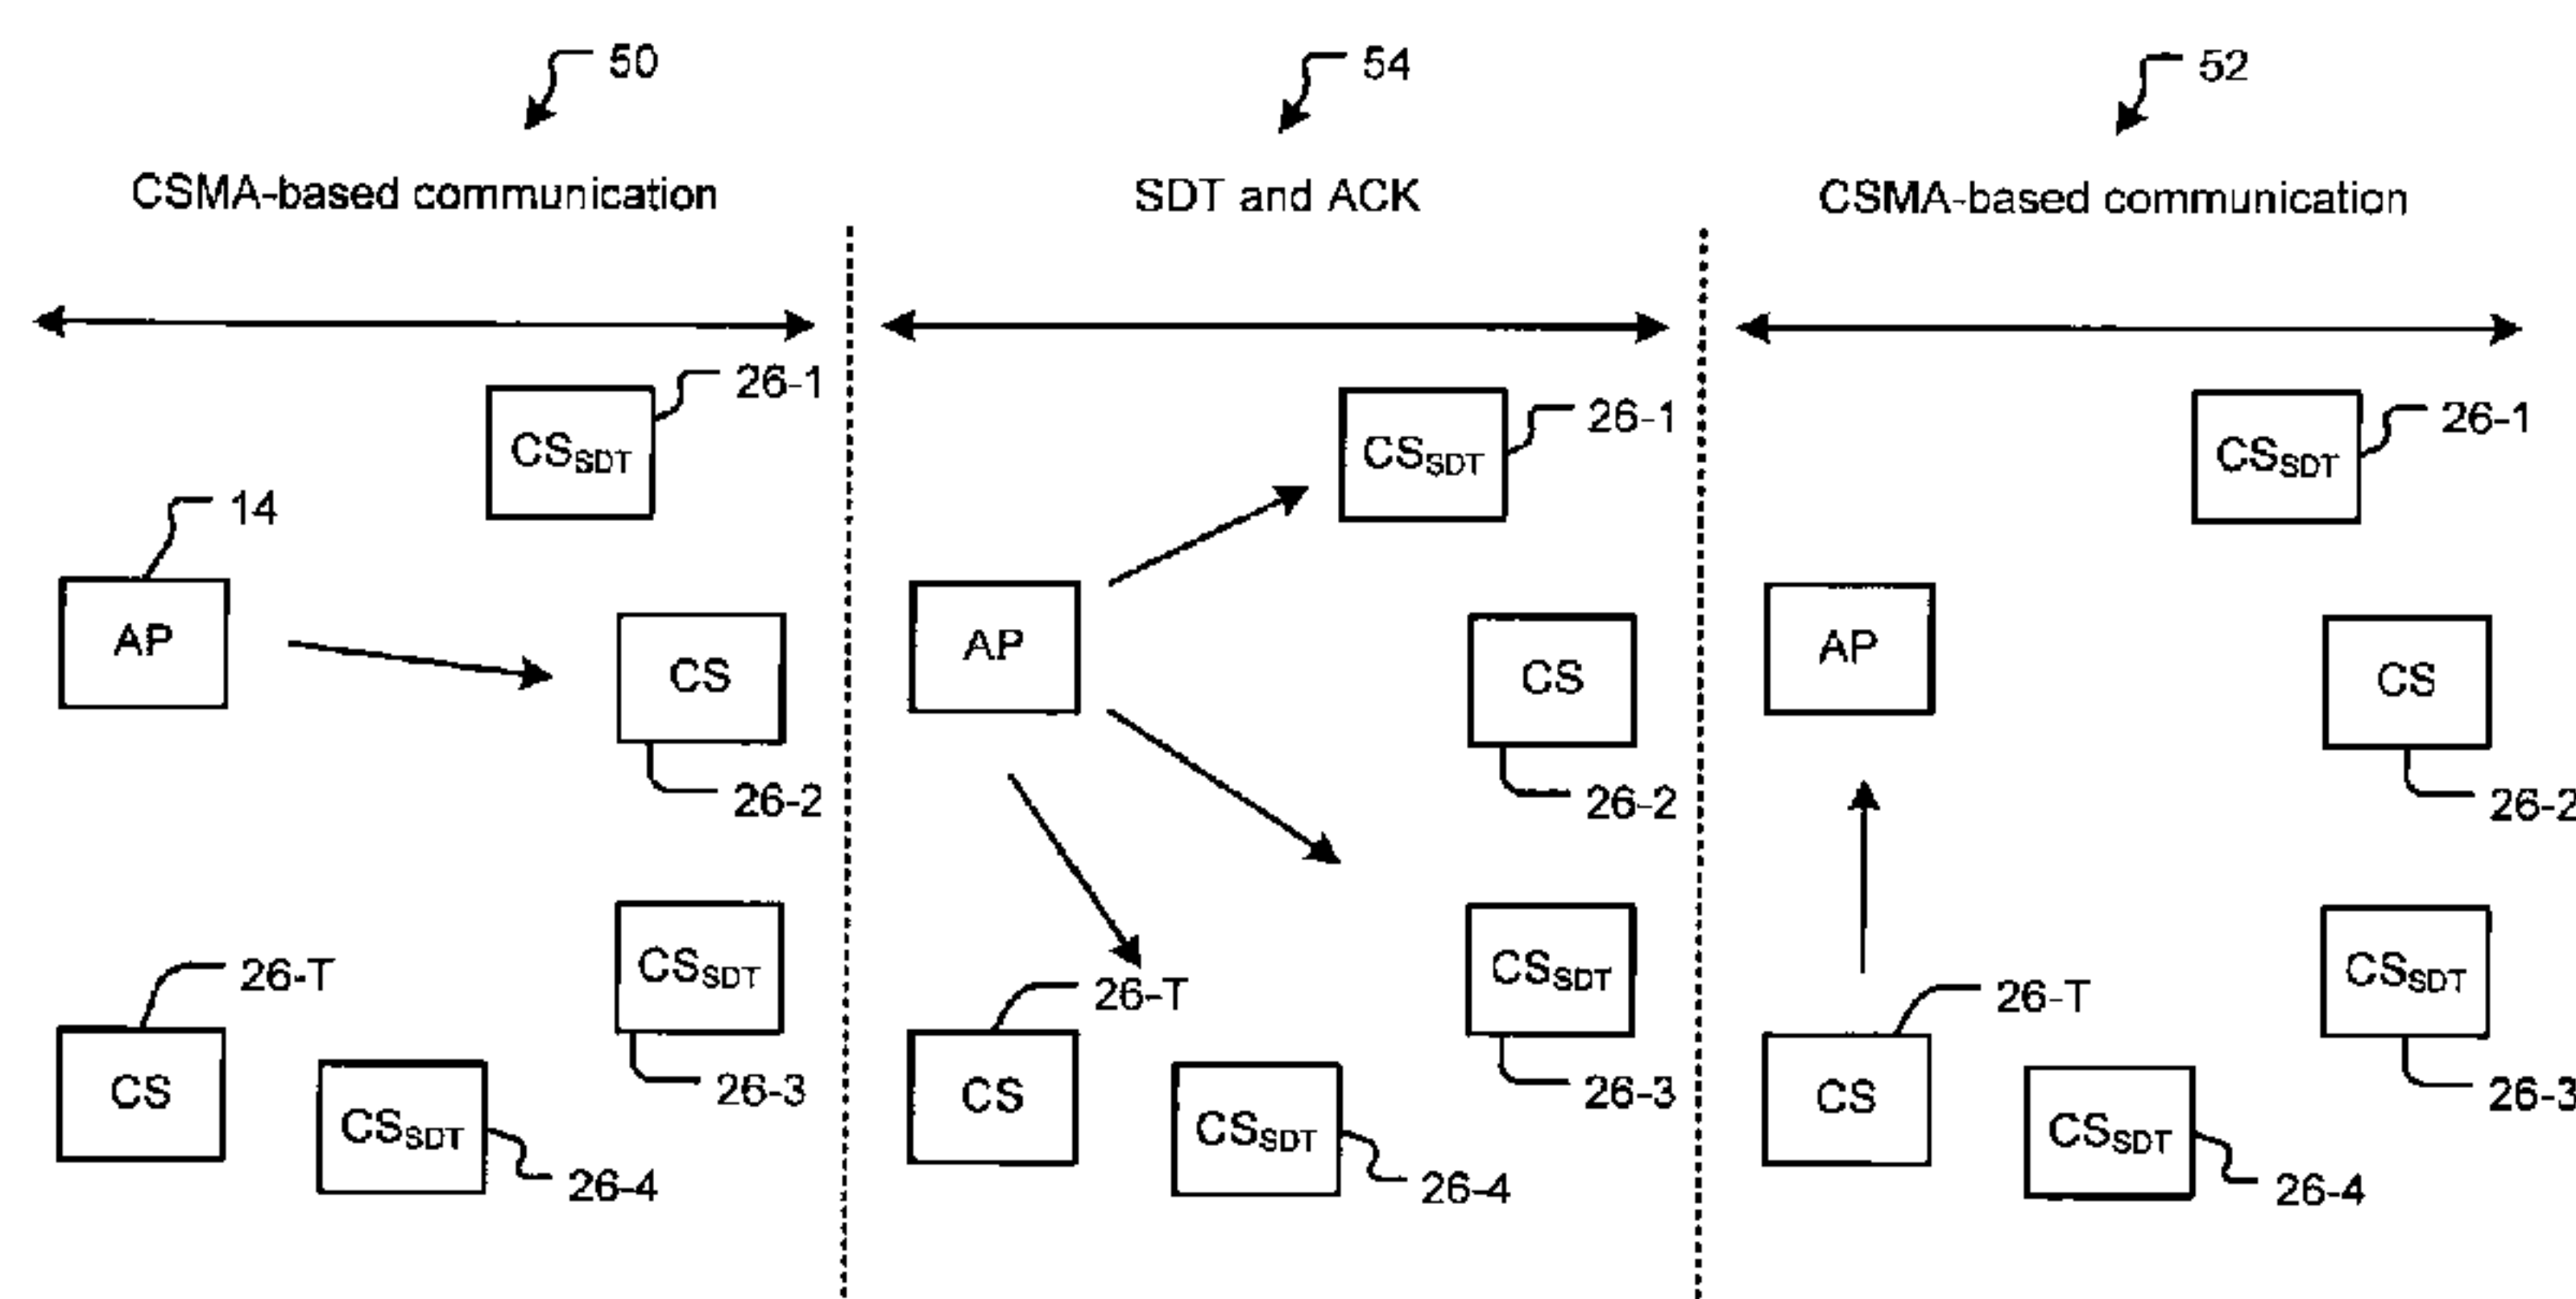 50
54
52
CSMA-based communication
SDT and ACK
CSMA-based communication
26-1
CSSDT
14
AP
CS
26-2
26-T
CSSDT
26-3
CS
CSSDT
26-4
26-1
CSSDT
AP
CS
26-2
CSSDT
26-T
26-3
CS
CSSDT
26-4
26-1
CSSDT
AP
CS
26-2
CSSDT
26-T
26-3
CS
CSSDT
26-4